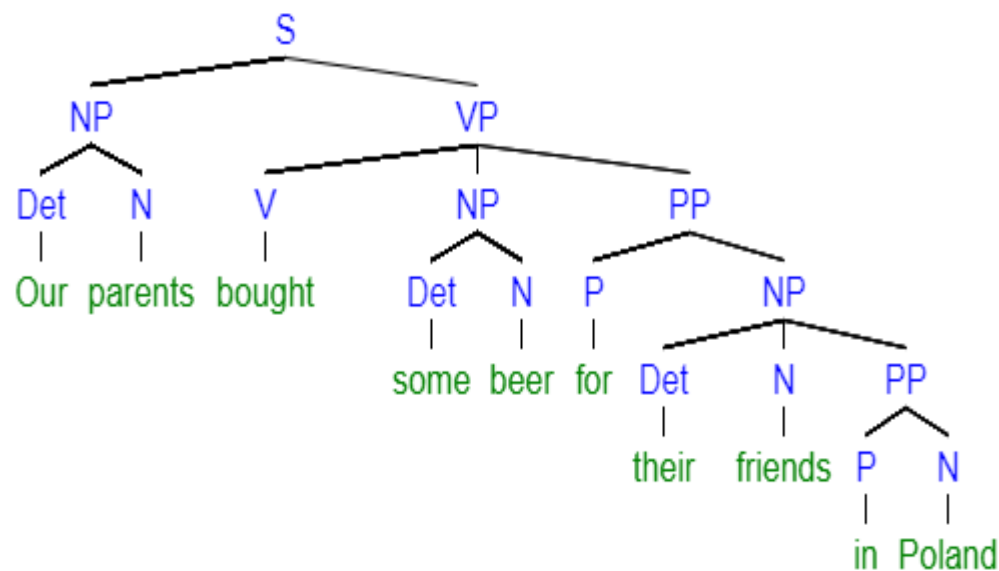 S
NP VP
Det N V NP PP
Our parents bought Det N P NP
some beer for Det N PP
their friends P N
in Poland